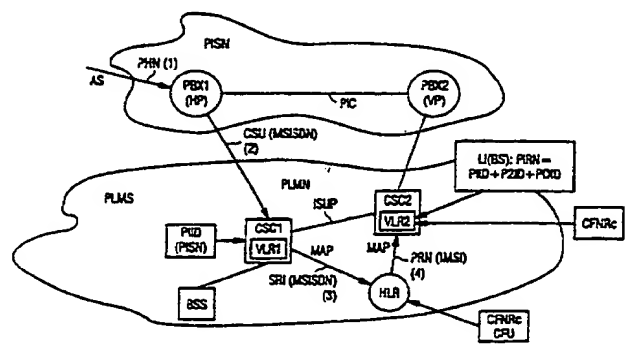 PISN
PHN (1)
AS
PBX1
(HP)
PBX2
(VP)
PIC
CSU (MSISDN)
(2)
LI(BS): PIRN =
PIID + P2ID + PCID
PLMN
PLMS
ISUP
CSC1
VLR1
CSC2
VLR2
CFNRc
PIID
(PISN)
MAP
MAP
PRN (IMSI)
(4)
SRI (MSISDN)
(3)
HLR
BSS
CFNRc
CFU